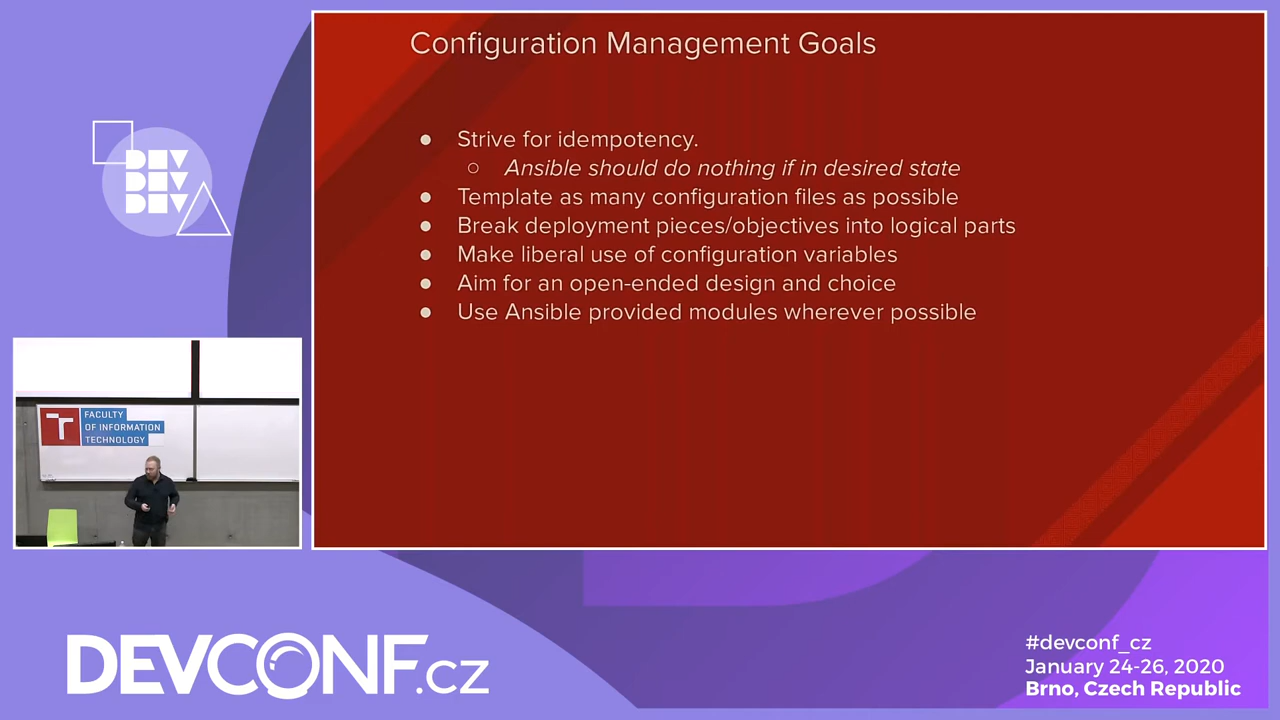 Configuration Management Goals
● Strive for idempotency.
○ Ansible should do nothing if in desired state
● Template as many configuration files as possible
● Break deployment pieces/objectives into logical parts
● Make liberal use of configuration variables
● Aim for an open-ended design and choice
● Use Ansible provided modules wherever possible
DEV
DEV
DEV
FACULTY
OF INFORMATION
TECHNOLOGY
DEVCONF.cz
#devconf_cz
January 24-26, 2020
Brno, Czech Republic